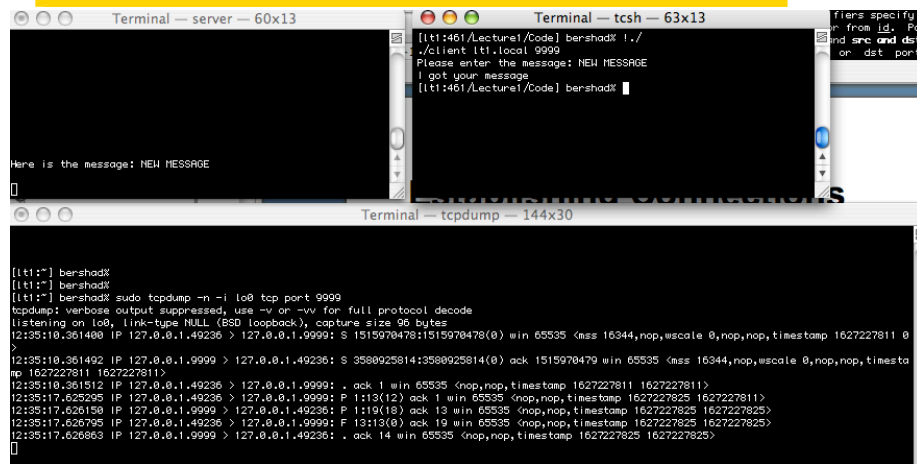 Terminal — server — 60x13
Terminal — tcsh — 63x13
fiers specify
or from id. Po
and src and dst
or dst port
[lt1:461/Lecture1/Code] bershad% !./
./client lt1.local 9999
Please enter the message: NEW MESSAGE
I got your message
[lt1:461/Lecture1/Code] bershad%
Here is the message: NEW MESSAGE
Terminal — tcpdump — 144x30
[lt1:~] bershad%
[lt1:~] bershad%
[lt1:~] bershad% sudo tcpdump -n -i lo0 tcp port 9999
tcpdump: verbose output suppressed, use -v or -vv for full protocol decode
listening on lo0, link-type NULL (BSD loopback), capture size 96 bytes
12:35:10.361400 IP 127.0.0.1.49236 > 127.0.0.1.9999: S 1515970478:1515970478(0) win 65535 <mss 16344,nop,wscale 0,nop,nop,timestamp 1627227811 0
>
12:35:10.361492 IP 127.0.0.1.9999 > 127.0.0.1.49236: S 3580925814:3580925814(0) ack 1515970479 win 65535 <mss 16344,nop,wscale 0,nop,nop,timesta
mp 1627227811 1627227811>
12:35:10.361512 IP 127.0.0.1.49236 > 127.0.0.1.9999: . ack 1 win 65535 <nop,nop,timestamp 1627227811 1627227811>
12:35:17.625295 IP 127.0.0.1.49236 > 127.0.0.1.9999: P 1:13(12) ack 1 win 65535 <nop,nop,timestamp 1627227825 1627227811>
12:35:17.626150 IP 127.0.0.1.9999 > 127.0.0.1.49236: P 1:19(18) ack 13 win 65535 <nop,nop,timestamp 1627227825 1627227825>
12:35:17.626795 IP 127.0.0.1.49236 > 127.0.0.1.9999: F 13:13(0) ack 19 win 65535 <nop,nop,timestamp 1627227825 1627227825>
12:35:17.626863 IP 127.0.0.1.9999 > 127.0.0.1.49236: . ack 14 win 65535 <nop,nop,timestamp 1627227825 1627227825>